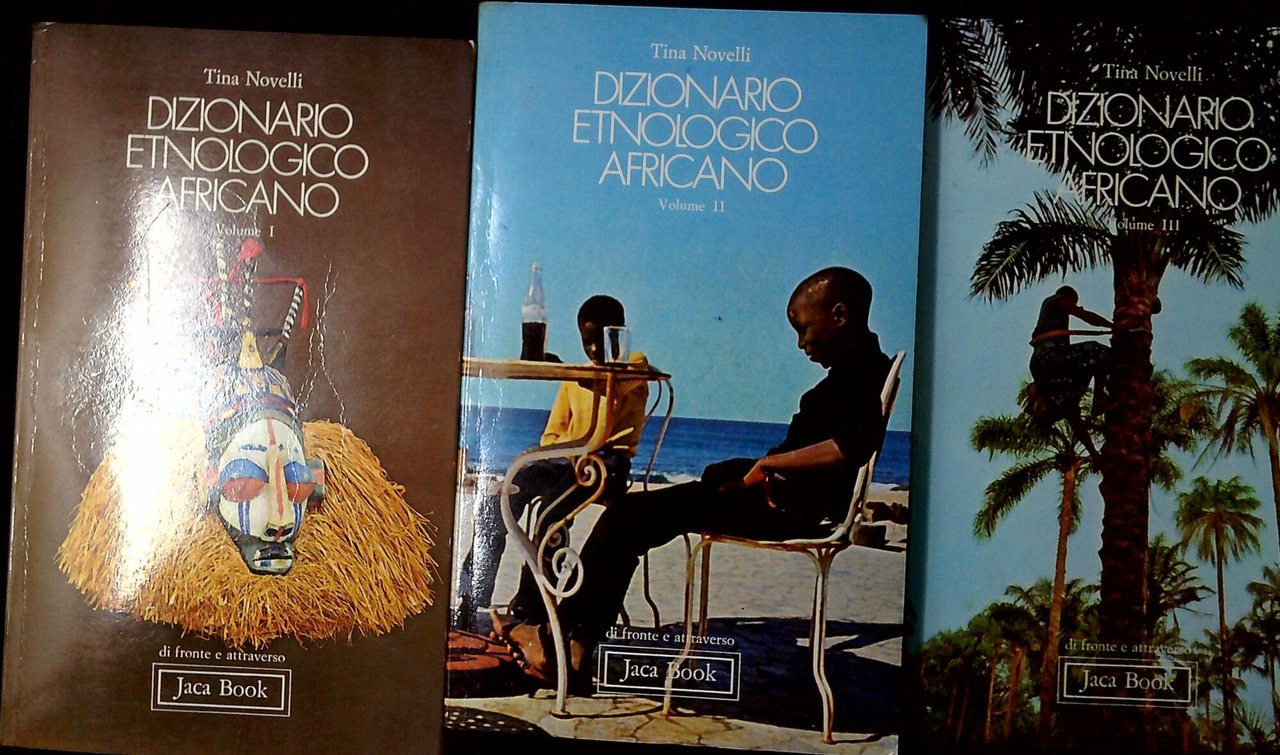 Tina Novelli
DIZIONARIO
ETNOLOGICO
AFRICANO
Volume I
di fronte e attraverso
Jaca Book
Tina Novelli
DIZIONARIO
ETNOLOGICO
AFRICANO
Volume II
di fronte e attraverso
Jaca Book
Tina Novelli
DIZIONARIO
ETNOLOGICO
AFRICANO
Volume III
di fronte e attraverso
Jaca Book